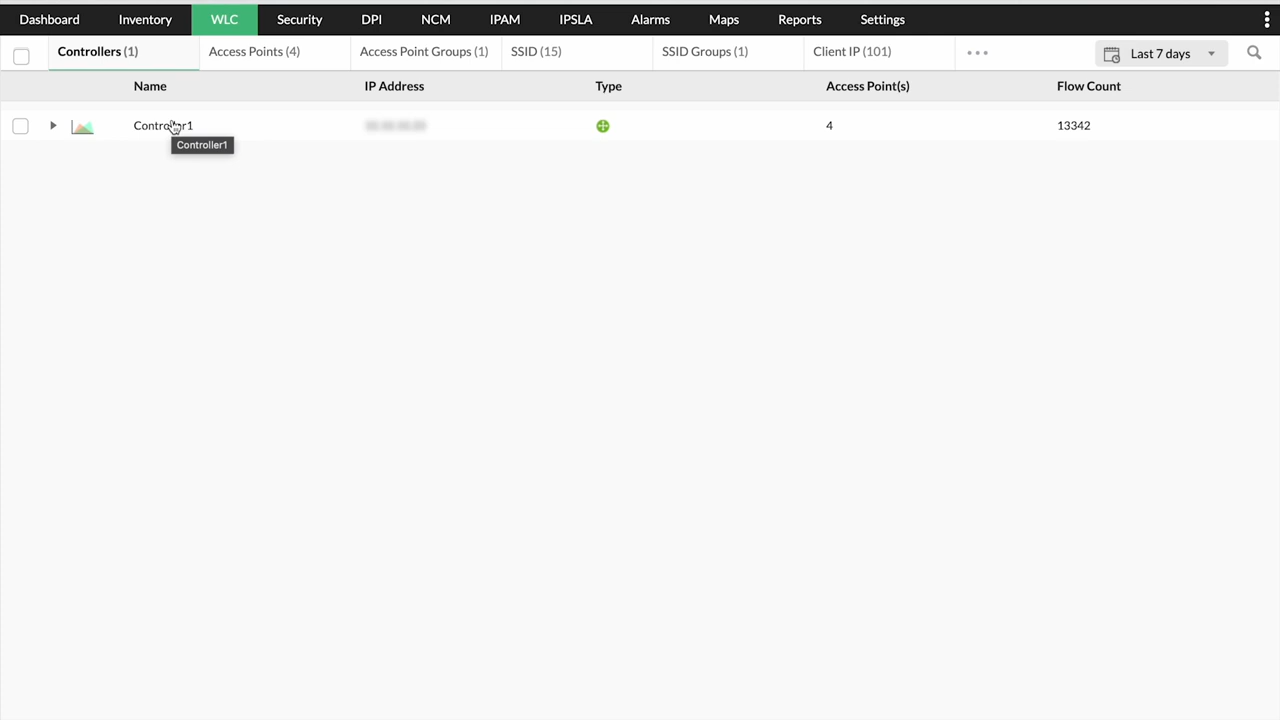 Dashboard Inventory WLC Security DPI NCM IPAM IPSLA Alarms Maps Reports Settings
Controllers (1) Access Points (4) Access Point Groups (1) SSID (15) SSID Groups (1) Client IP (101) Last 7 days
Name IP Address Type Access Point(s) Flow Count
Controller1 4 13342
Controller1